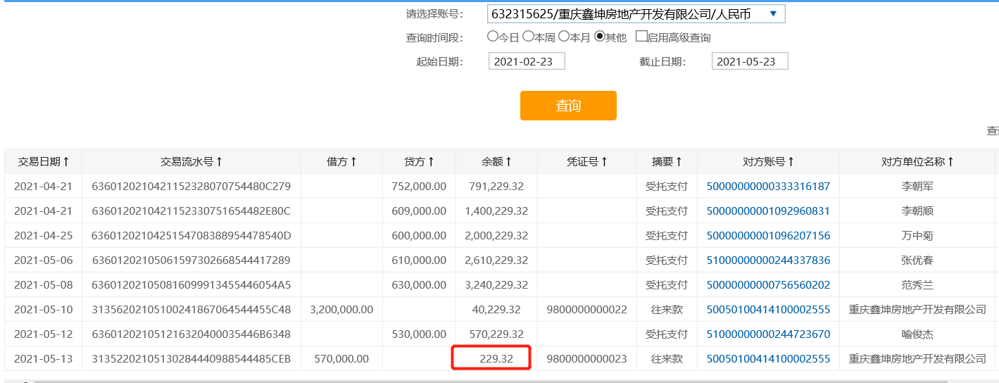 请选择账号： 632315625/重庆鑫坤房地产开发有限公司/人民币
查询时间段： 今日 本周 本月 其他 启用高级查询
起始日期： 2021-02-23 截止日期： 2021-05-23
查询
交易日期↑ 交易流水号↑ 借方↑ 贷方↑ 余额↑ 凭证号↑ 摘要↑ 对方账号↑ 对方单位名称↑
2021-04-21 63601202104211523280707544​80C279 752,000.00 791,229.32 受托支付 50000000000333316187 李朝军
2021-04-21 6360120210421152330751654482E80C 609,000.00 1,400,229.32 受托支付 50000000001092960831 李朝顺
2021-04-25 6360120210425154708388954478540D 600,000.00 2,000,229.32 受托支付 50000000001096207156 万中菊
2021-05-06 6360120210506159730266854441​7289 610,000.00 2,610,229.32 受托支付 51000000000244337836 张优春
2021-05-08 6360120210508160999134554460​54A5 630,000.00 3,240,229.32 受托支付 50000000000756560202 范秀兰
2021-05-10 31356202105100241867064544455C48 3,200,000.00 40,229.32 9800000000022 往来款 50050100414100002555 重庆鑫坤房地产开发有限公司
2021-05-12 6360120210512163204000354​46B6348 530,000.00 570,229.32 受托支付 51000000000244723670 喻俊杰
2021-05-13 31352202105130284440988544485CEB 570,000.00 229.32 9800000000023 往来款 50050100414100002555 重庆鑫坤房地产开发有限公司